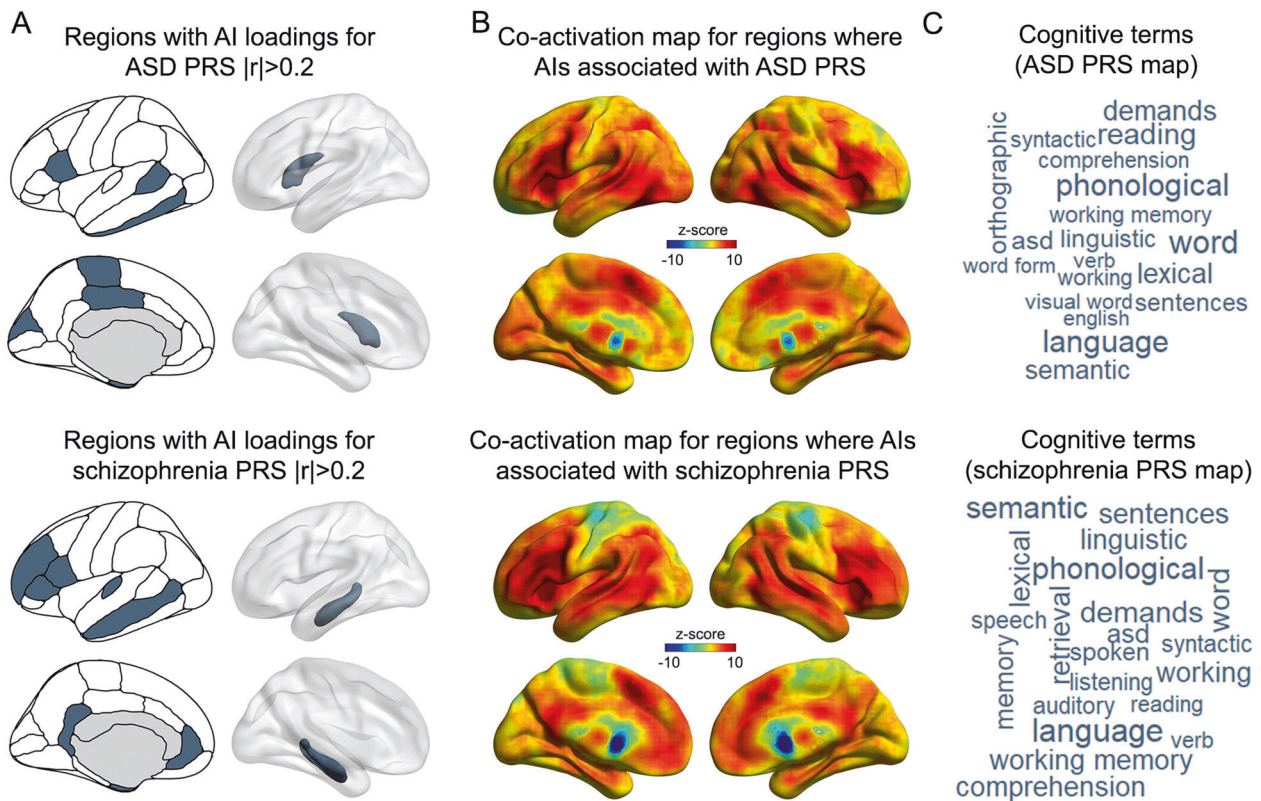 A
Regions with AI loadings for
ASD PRS |r|>0.2
B
Co-activation map for regions where
AIs associated with ASD PRS
z-score
-10
10
C
Cognitive terms
(ASD PRS map)
demands
orthographic
syntactic reading
comprehension
phonological
working memory
asd linguistic word
verb
word form
working lexical
visual word sentences
english
language
semantic
Regions with AI loadings for
schizophrenia PRS |r|>0.2
Co-activation map for regions where AIs
associated with schizophrenia PRS
z-score
-10
10
Cognitive terms
(schizophrenia PRS map)
semantic sentences
linguistic
lexical
phonological
word
retrieval
demands
speech
asd
syntactic
memory
spoken
working
listening
auditory reading
language verb
working memory
comprehension